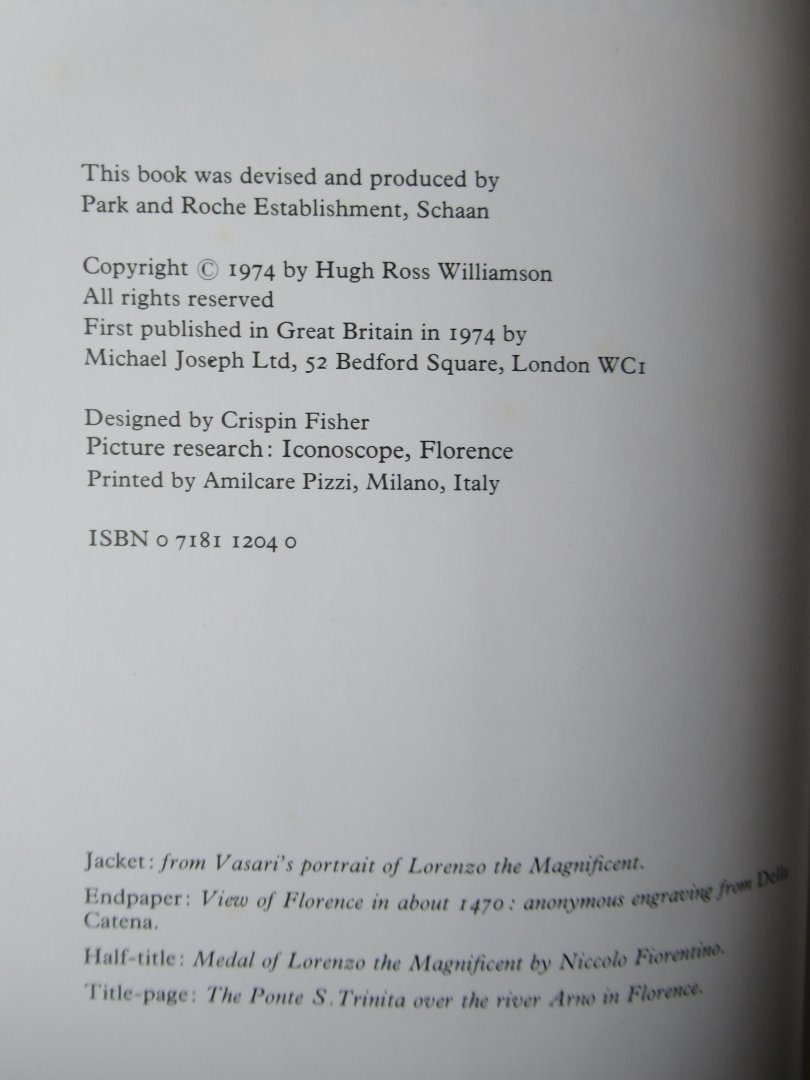 This book was devised and produced by
Park and Roche Establishment, Schaan
Copyright © 1974 by Hugh Ross Williamson
All rights reserved
First published in Great Britain in 1974 by
Michael Joseph Ltd, 52 Bedford Square, London WC1
Designed by Crispin Fisher
Picture research: Iconoscope, Florence
Printed by Amilcare Pizzi, Milano, Italy
ISBN 0 7181 1204 0
Jacket: from Vasari's portrait of Lorenzo the Magnificent.
Endpaper: View of Florence in about 1470: anonymous engraving from Della
Catena.
Half-title: Medal of Lorenzo the Magnificent by Niccolo Fiorentino.
Title-page: The Ponte S. Trinita over the river Arno in Florence.